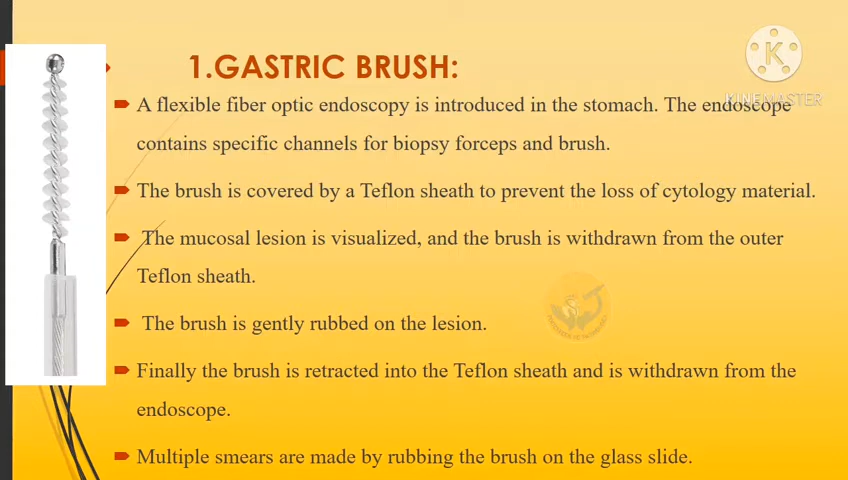 1.GASTRIC BRUSH:
K
KINEMASTER
A flexible fiber optic endoscopy is introduced in the stomach. The endoscope
contains specific channels for biopsy forceps and brush.
The brush is covered by a Teflon sheath to prevent the loss of cytology material.
The mucosal lesion is visualized, and the brush is withdrawn from the outer
Teflon sheath.
The brush is gently rubbed on the lesion.
Finally the brush is retracted into the Teflon sheath and is withdrawn from the
endoscope.
Multiple smears are made by rubbing the brush on the glass slide.